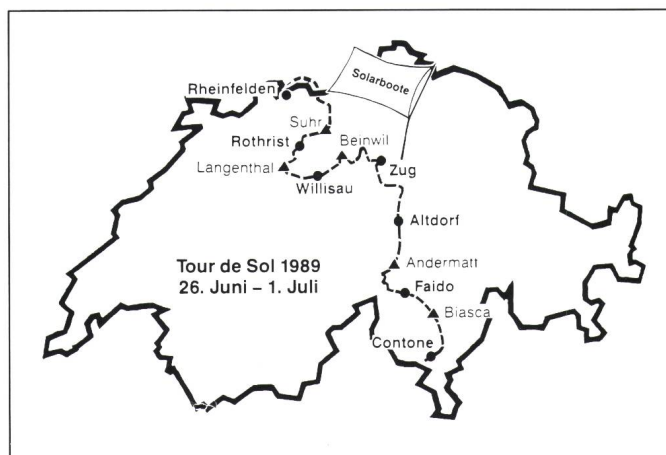 Solarboote
Rheinfelden
Suhr
Rothrist
Beinwil
Langenthal
Zug
Willisau
Altdorf
Tour de Sol 1989
26. Juni – 1. Juli
Andermatt
Faido
Biasca
Contone